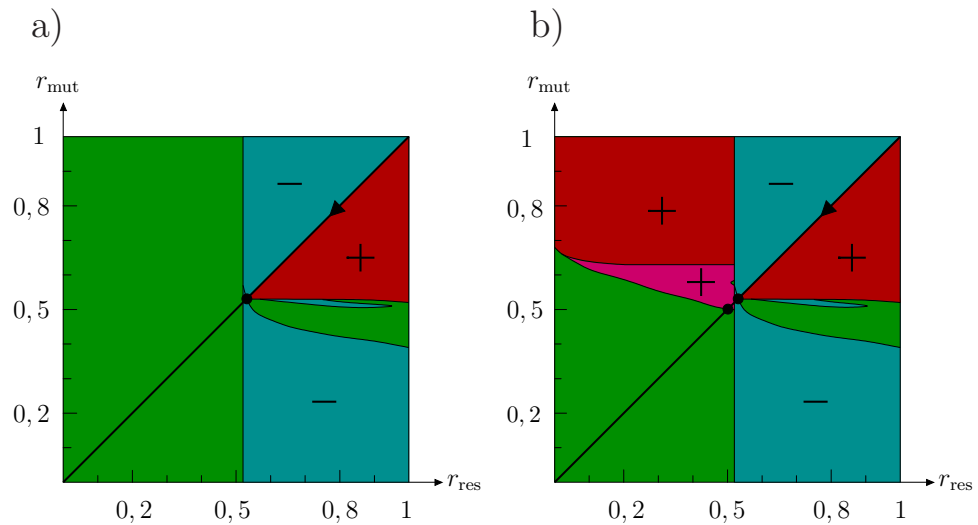 a)
b)
r_mut
r_mut
1
1
0,8
0,8
0,5
0,5
0,2
0,2
+
−
+
−
−
+
+
−
−
0,2 0,5 0,8 1 r_res
0,2 0,5 0,8 1 r_res